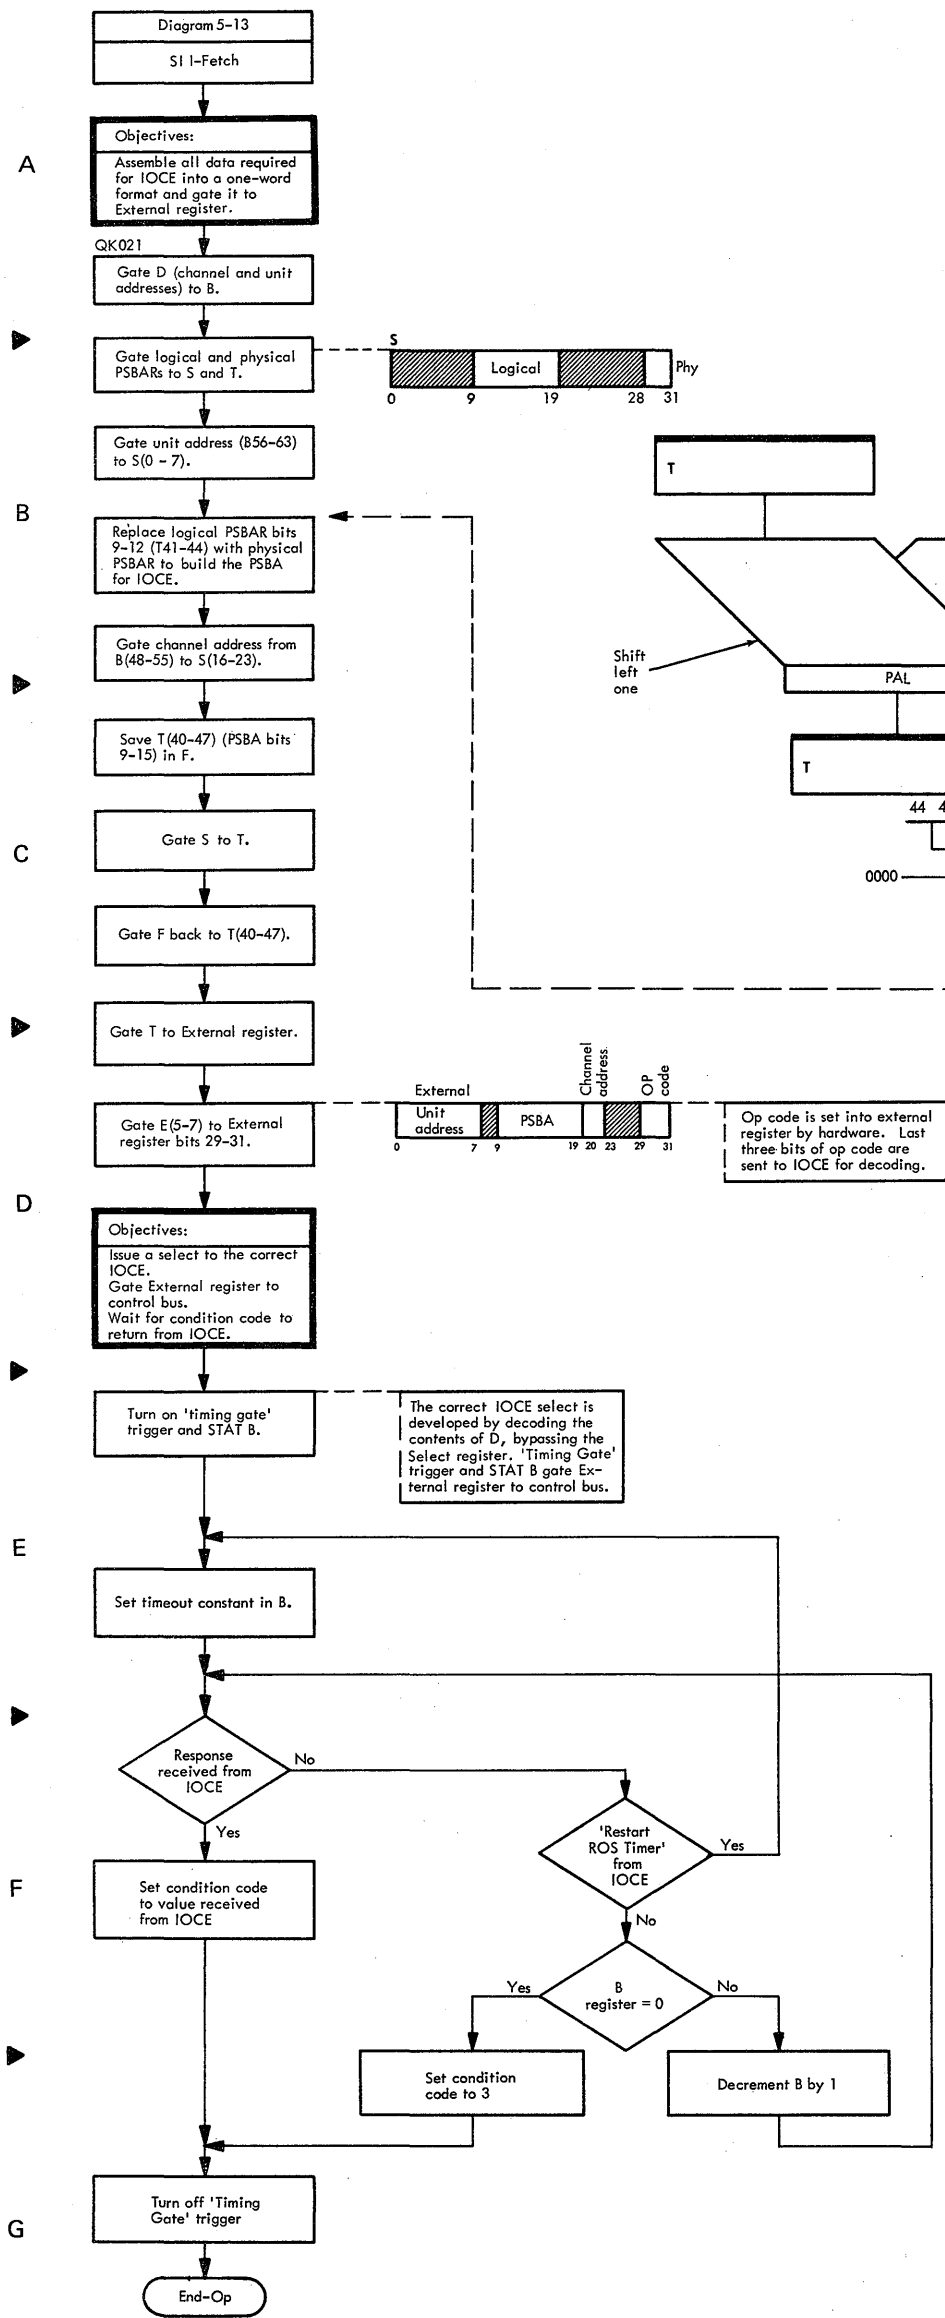 Diagram 5-13
SI I-Fetch
A
Objectives:
Assemble all data required
for IOCE into a one-word
format and gate it to
External register.
QK021
Gate D (channel and unit
addresses) to B.
Gate logical and physical
PSBARs to S and T.
S
Logical
Phy
0 9 19 28 31
Gate unit address (B56-63)
to S(0 - 7).
B
Replace logical PSBAR bits
9-12 (T41-44) with physical
PSBAR to build the PSBA
for IOCE.
T
Shift
left
one
PAL
T
44 4
0000
Gate channel address from
B(48-55) to S(16-23).
Save T(40-47) (PSBA bits
9-15) in F.
C
Gate S to T.
Gate F back to T(40-47).
Gate T to External register.
Gate E(5-7) to External
register bits 29-31.
External
Channel
address
OP
code
Unit
address
PSBA
0 7 9 19 20 23 29 31
Op code is set into external
register by hardware. Last
three bits of op code are
sent to IOCE for decoding.
D
Objectives:
Issue a select to the correct
IOCE.
Gate External register to
control bus.
Wait for condition code to
return from IOCE.
Turn on 'timing gate'
trigger and STAT B.
The correct IOCE select is
developed by decoding the
contents of D, bypassing the
Select register. 'Timing Gate'
trigger and STAT B gate Ex-
ternal register to control bus.
E
Set timeout constant in B.
Response
received from
IOCE
No
Yes
'Restart
ROS Timer'
from
IOCE
Yes
No
F
Set condition code
to value received
from IOCE
B
register = 0
Yes
No
Set condition
code to 3
Decrement B by 1
G
Turn off 'Timing
Gate' trigger
End-Op